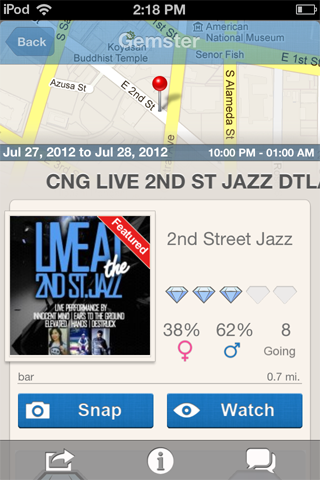 iPod 2:18 PM
Back
Gemster
American
National Museum
Koyasan
Buddhist Temple
Senor Fish
E 1st S
Azusa St
E 2nd St
S Alameda St
S
E 1st
Jul 27, 2012 to Jul 28, 2012 10:00 PM - 01:00 AM
CNG LIVE 2ND ST JAZZ DTLA
Featured
LIVE AT
the
2ND ST. JAZZ
LIVE PERFORMANCE BY
INNOCENT MIND | EARS TO THE GROUND
ELEVATED | HANDS | DESTRUCK
2nd Street Jazz
38% 62% 8
Going
bar 0.7 mi.
Snap Watch